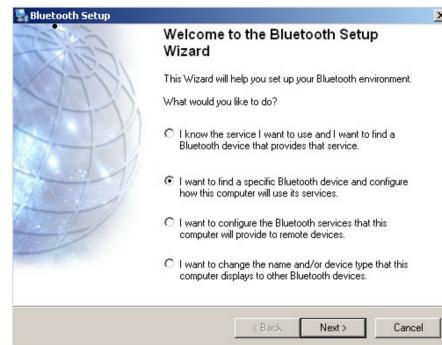 Bluetooth Setup
Welcome to the Bluetooth Setup
Wizard
This Wizard will help you set up your Bluetooth environment.
What would you like to do?
I know the service I want to use and I want to find a
Bluetooth device that provides that service.
I want to find a specific Bluetooth device and configure
how this computer will use its services.
I want to configure the Bluetooth services that this
computer will provide to remote devices.
I want to change the name and/or device type that this
computer displays to other Bluetooth devices.
< Back
Next >
Cancel